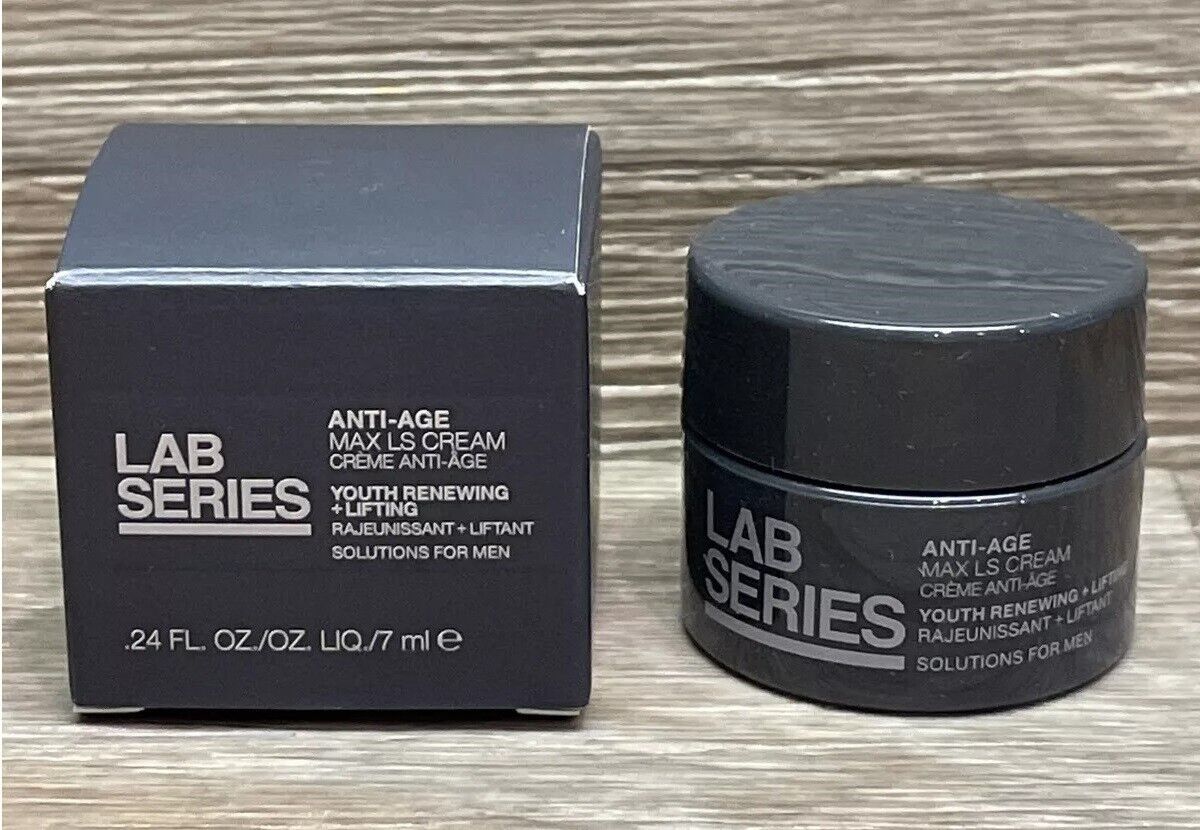 LAB
SERIES
ANTI-AGE
MAX LS CREAM
CRÈME ANTI-ÂGE
YOUTH RENEWING
+LIFTING
RAJEUNISSANT+LIFTANT
SOLUTIONS FOR MEN
.24 FL. OZ./OZ. LIQ./7 ml ℮
LAB
SERIES
ANTI-AGE
MAX LS CREAM
CRÈME ANTI-ÂGE
YOUTH RENEWING + LIFTING
RAJEUNISSANT + LIFTANT
SOLUTIONS FOR MEN